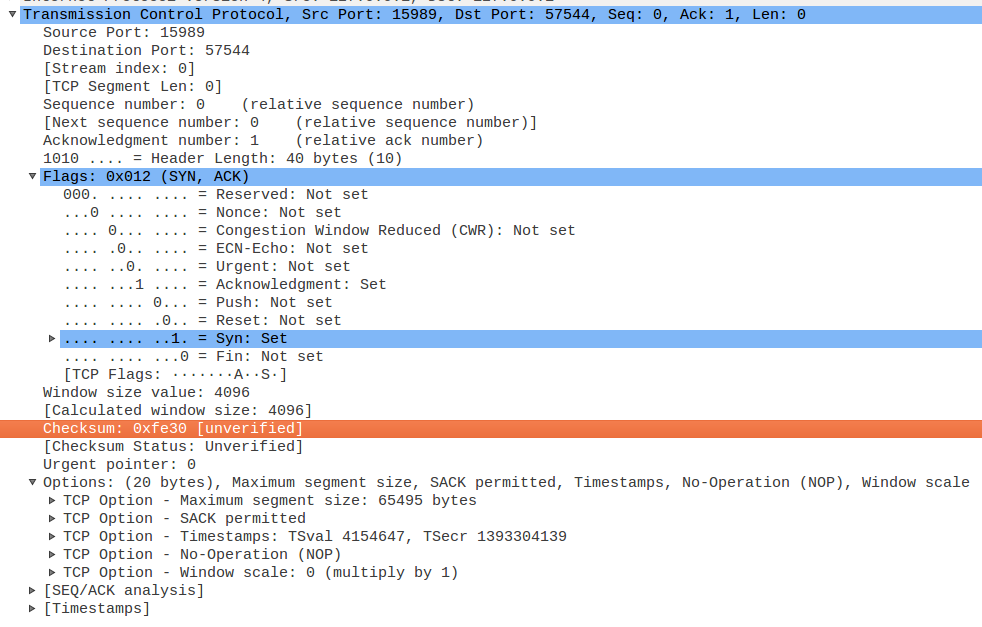 Transmission Control Protocol, Src Port: 15989, Dst Port: 57544, Seq: 0, Ack: 1, Len: 0
Source Port: 15989
Destination Port: 57544
[Stream index: 0]
[TCP Segment Len: 0]
Sequence number: 0    (relative sequence number)
[Next sequence number: 0    (relative sequence number)]
Acknowledgment number: 1    (relative ack number)
1010 .... = Header Length: 40 bytes (10)
Flags: 0x012 (SYN, ACK)
000. .... .... = Reserved: Not set
...0 .... .... = Nonce: Not set
.... 0... .... = Congestion Window Reduced (CWR): Not set
.... .0.. .... = ECN-Echo: Not set
.... ..0. .... = Urgent: Not set
.... ...1 .... = Acknowledgment: Set
.... .... 0... = Push: Not set
.... .... .0.. = Reset: Not set
.... .... ..1. = Syn: Set
.... .... ...0 = Fin: Not set
[TCP Flags: ·······A··S·]
Window size value: 4096
[Calculated window size: 4096]
Checksum: 0xfe30 [unverified]
[Checksum Status: Unverified]
Urgent pointer: 0
Options: (20 bytes), Maximum segment size, SACK permitted, Timestamps, No-Operation (NOP), Window scale
TCP Option - Maximum segment size: 65495 bytes
TCP Option - SACK permitted
TCP Option - Timestamps: TSval 4154647, TSecr 1393304139
TCP Option - No-Operation (NOP)
TCP Option - Window scale: 0 (multiply by 1)
[SEQ/ACK analysis]
[Timestamps]